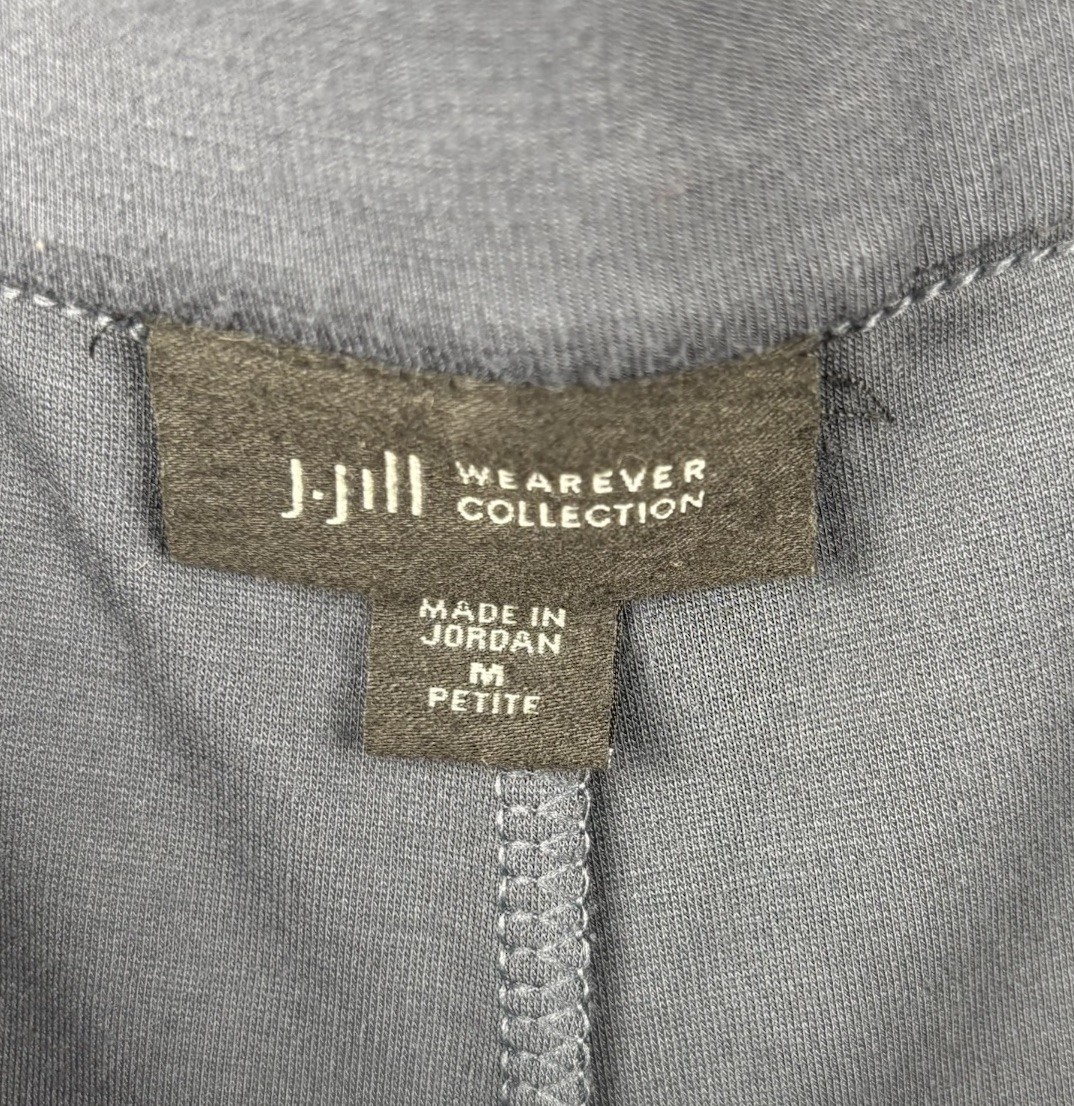 J.Jill WEAREVER
COLLECTION
MADE IN
JORDAN
M
PETITE